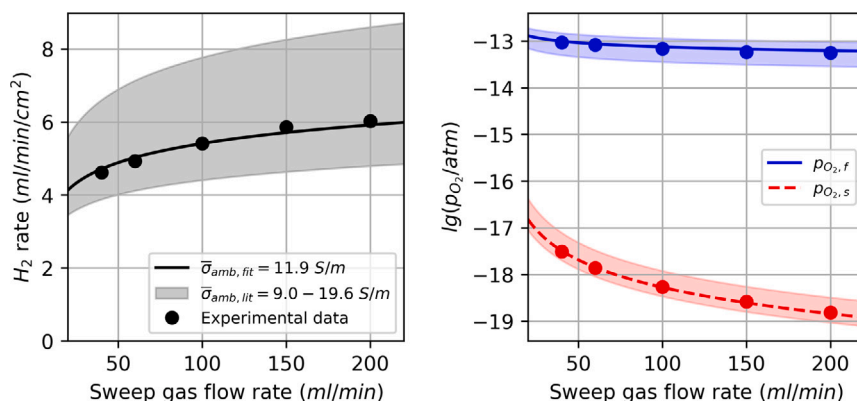 H₂ rate (ml/min/cm²)
8
6
4
2
0
σ̅amb, fit = 11.9 S/m
σ̅amb, lit = 9.0 − 19.6 S/m
Experimental data
50 100 150 200
Sweep gas flow rate (ml/min)
lg(pO₂/atm)
−13
−14
−15
−16
−17
−18
−19
pO₂, f
pO₂, s
50 100 150 200
Sweep gas flow rate (ml/min)